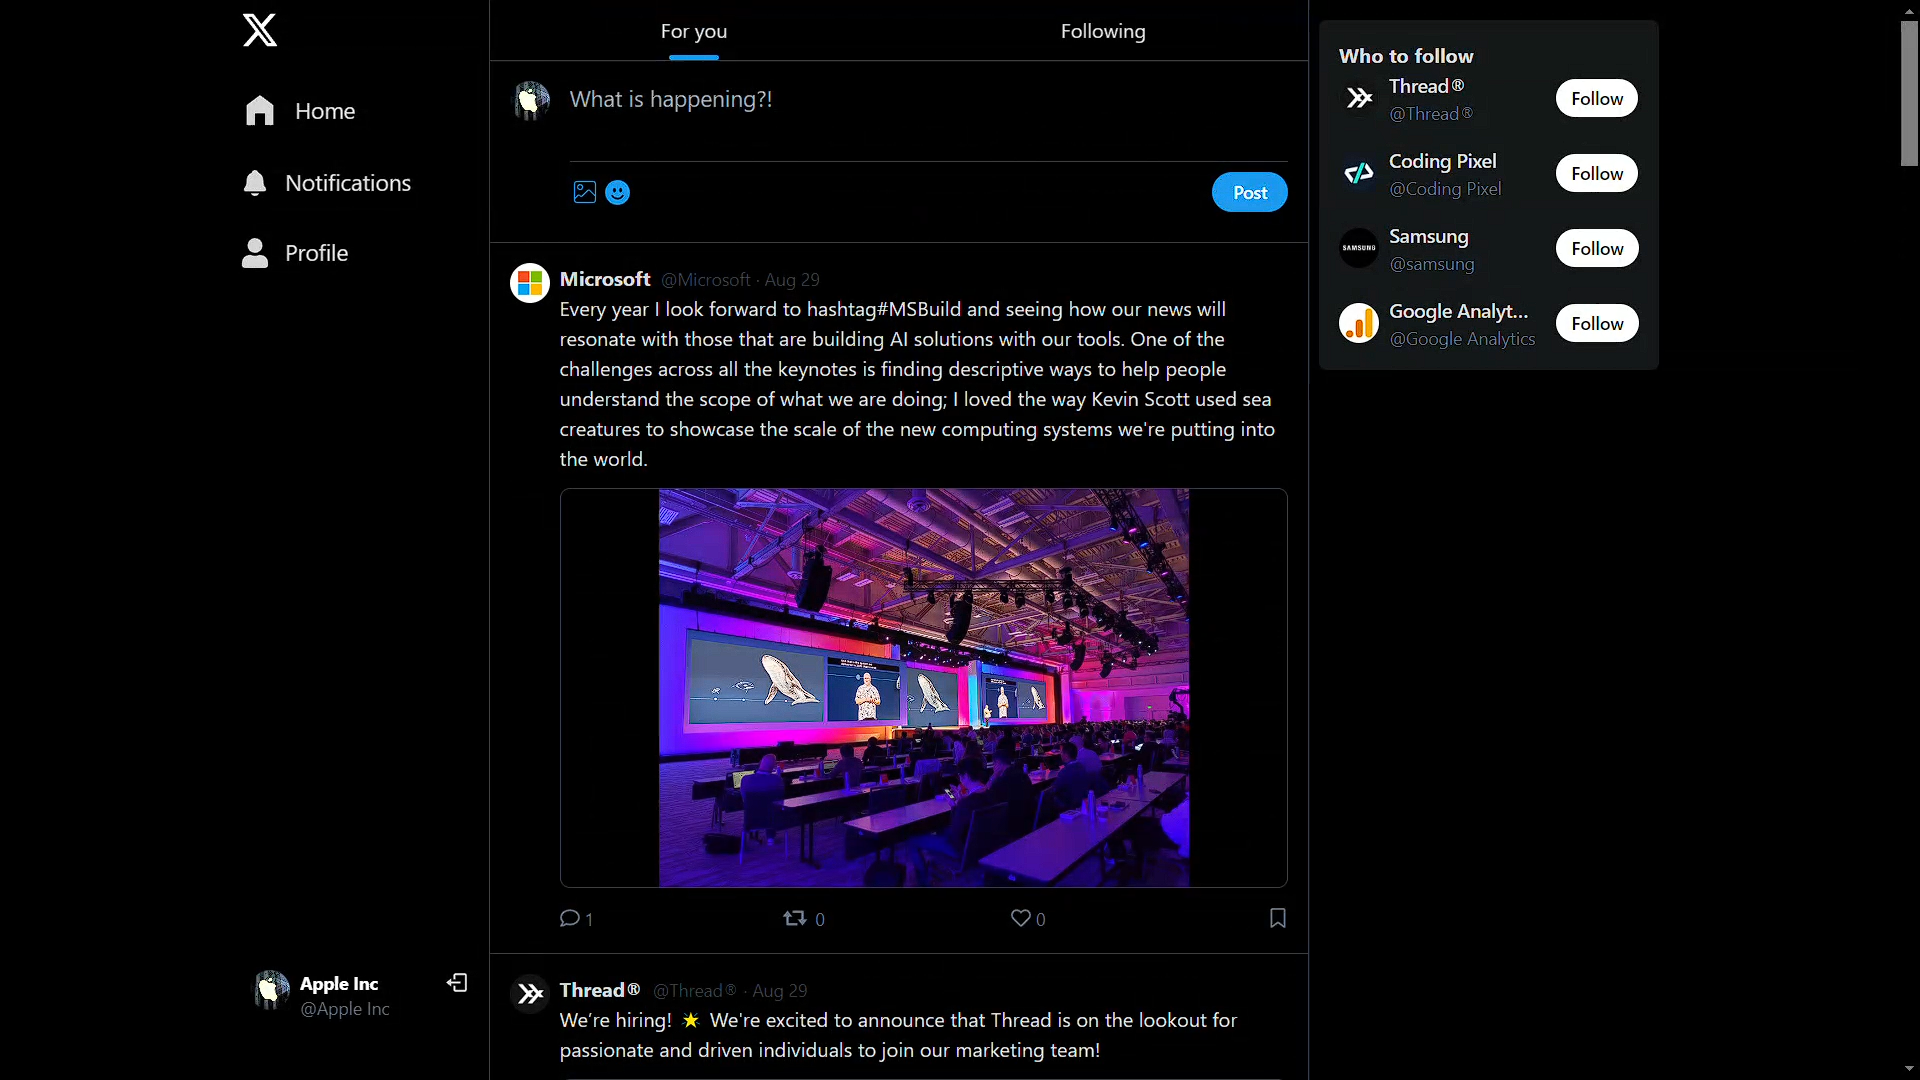 Home
Notifications
Profile
Apple Inc
@Apple Inc
For you
Following
What is happening?!
Post
Microsoft @Microsoft · Aug 29
Every year I look forward to hashtag#MSBuild and seeing how our news will
resonate with those that are building AI solutions with our tools. One of the
challenges across all the keynotes is finding descriptive ways to help people
understand the scope of what we are doing; I loved the way Kevin Scott used sea
creatures to showcase the scale of the new computing systems we're putting into
the world.
1
0
0
Thread® @Thread® · Aug 29
We’re hiring! 🌟 We're excited to announce that Thread is on the lookout for
passionate and driven individuals to join our marketing team!
Who to follow
Thread®
@Thread®
Follow
Coding Pixel
@Coding Pixel
Follow
SAMSUNG
Samsung
@samsung
Follow
Google Analyt...
@Google Analytics
Follow